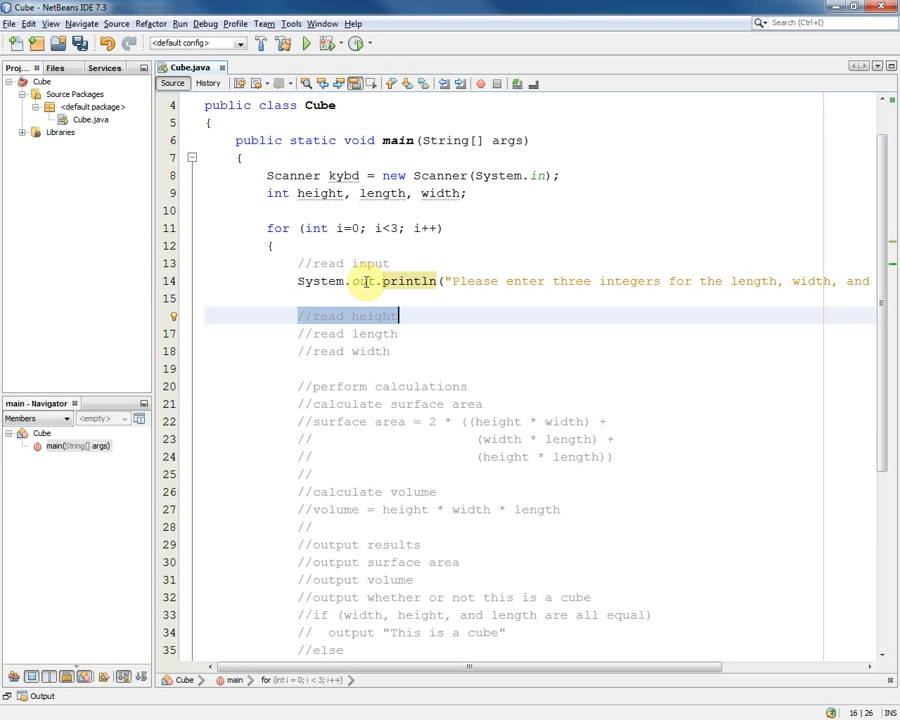 Cube - NetBeans IDE 7.3
File Edit View Navigate Source Refactor Run Debug Profile Team Tools Window Help
Search (Ctrl+I)
<default config>
Proj... Files Services
Cube
Source Packages
<default package>
Cube.java
Libraries
Cube.java
Source History
4 public class Cube
5 {
6 public static void main(String[] args)
7 {
8 Scanner kybd = new Scanner(System.in);
9 int height, length, width;
10
11 for (int i=0; i<3; i++)
12 {
13 //read input
14 System.out.println("Please enter three integers for the length, width, and
15
//read height
17 //read length
18 //read width
19
20 //perform calculations
21 //calculate surface area
22 //surface area = 2 * ((height * width) +
23 // (width * length) +
24 // (height * length))
25 //
26 //calculate volume
27 //volume = height * width * length
28 //
29 //output results
30 //output surface area
31 //output volume
32 //output whether or not this is a cube
33 //if (width, height, and length are all equal)
34 // output "This is a cube"
35 //else
main - Navigator
Members <empty>
Cube
main(String[] args)
Cube main for (int i = 0; i < 3; i++)
Output
16 | 26 INS